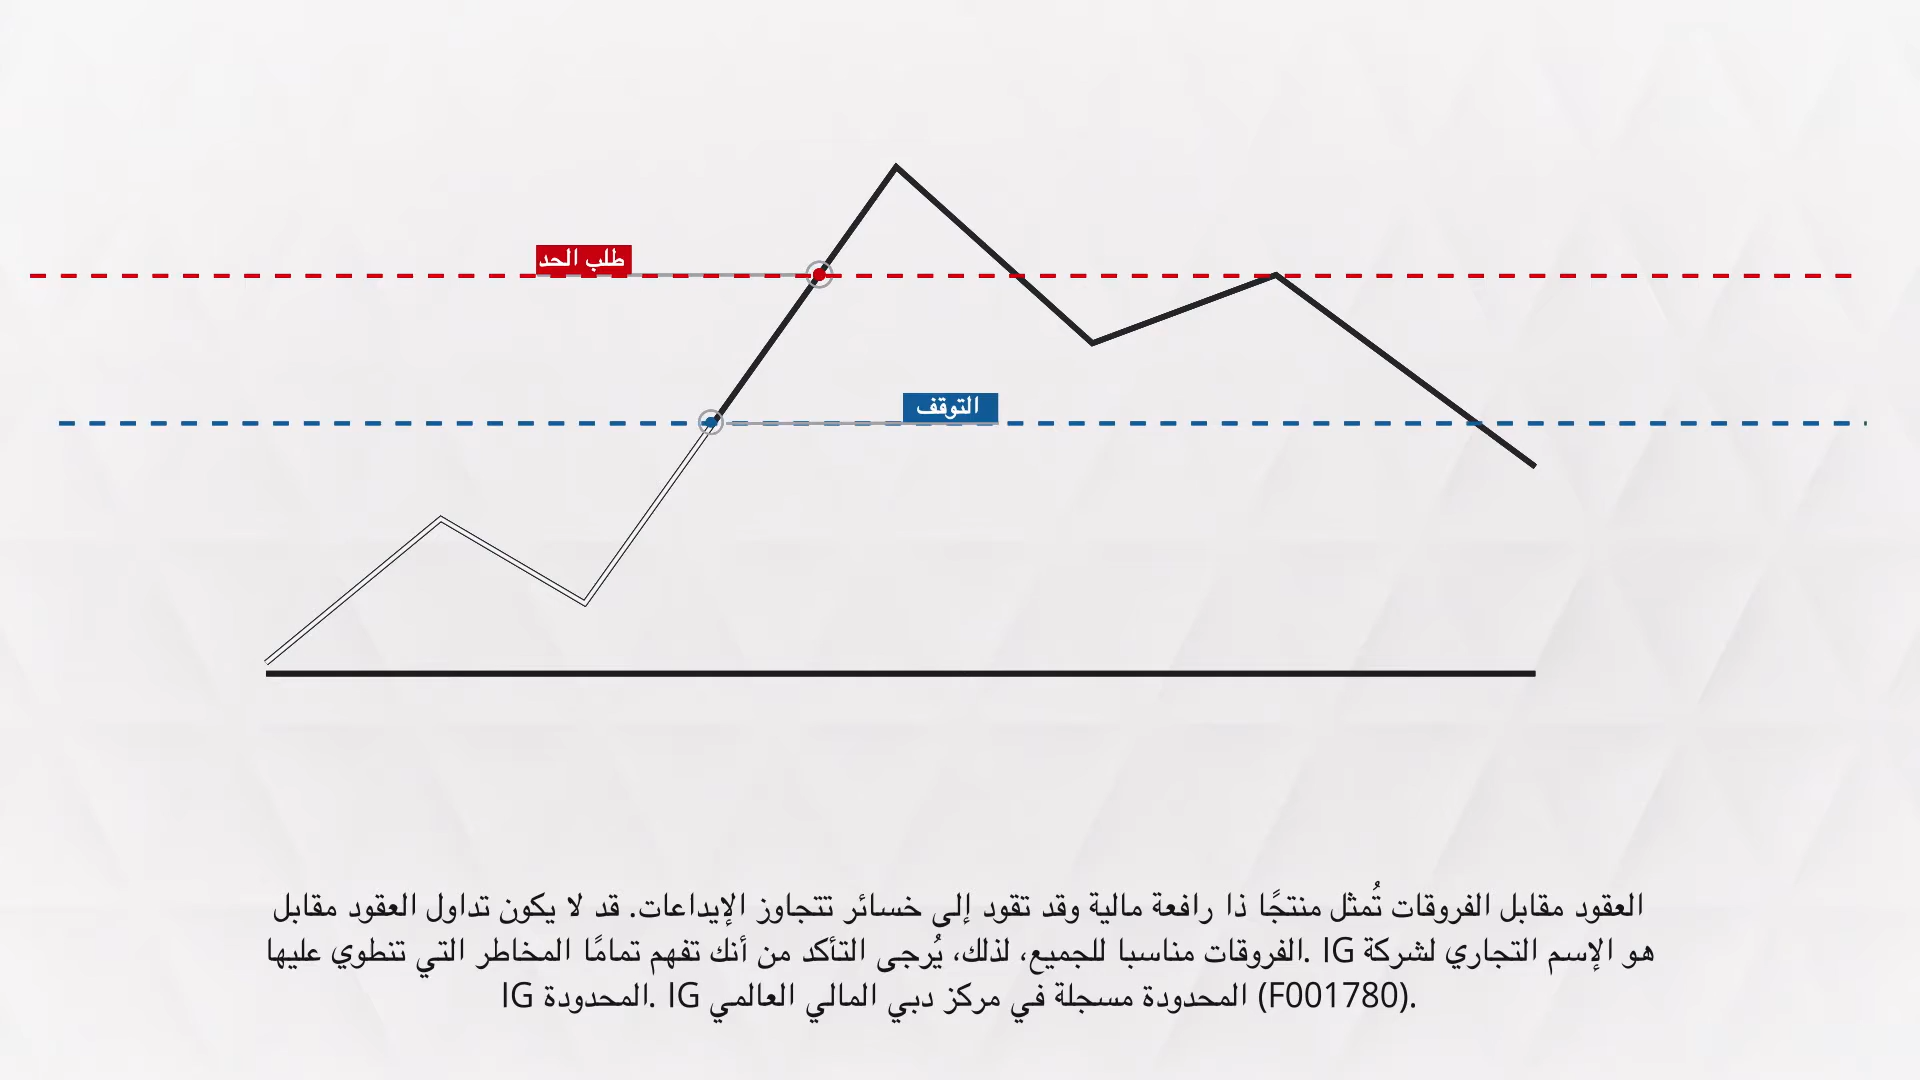 طلب الحد
التوقف
العقود مقابل الفروقات تُمثل منتجًا ذا رافعة مالية وقد تقود إلى خسائر تتجاوز الإيداعات. قد لا يكون تداول العقود مقابل
هو الإسم التجاري لشركة IG .الفروقات مناسبا للجميع، لذلك، يُرجى التأكد من أنك تفهم تمامًا المخاطر التي تنطوي عليها
المحدودة مسجلة في مركز دبي المالي العالمي IG .المحدودة IG (F001780).